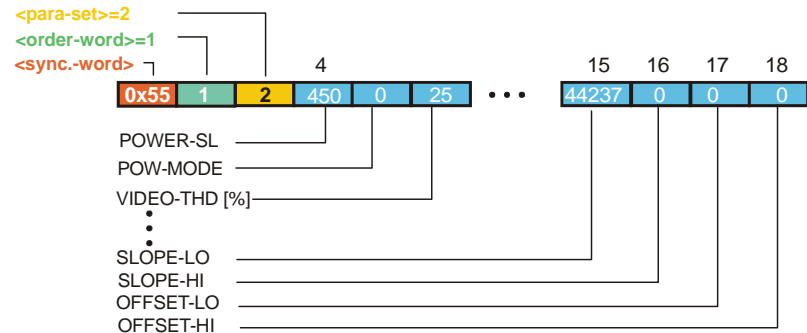 <para-set>=2
<order-word>=1
<sync.-word>
4 15 16 17 18
0x55 1 2 450 0 25 • • • 44237 0 0 0
POWER-SL
POW-MODE
VIDEO-THD [%]
SLOPE-LO
SLOPE-HI
OFFSET-LO
OFFSET-HI